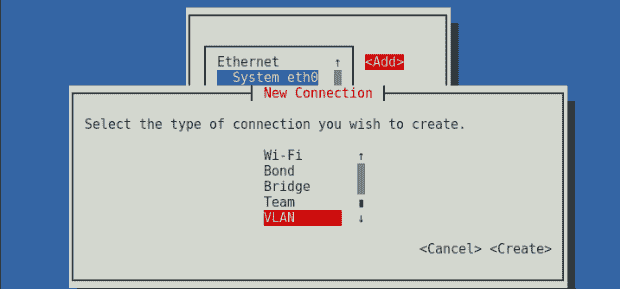 Ethernet ↑ <Add>
System eth0
New Connection
Select the type of connection you wish to create.
Wi-Fi ↑
Bond
Bridge
Team
VLAN ↓
<Cancel> <Create>